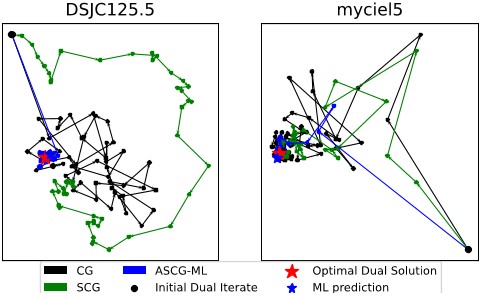 DSJC125.5
myciel5
CG
ASCG-ML
Optimal Dual Solution
SCG
Initial Dual Iterate
ML prediction